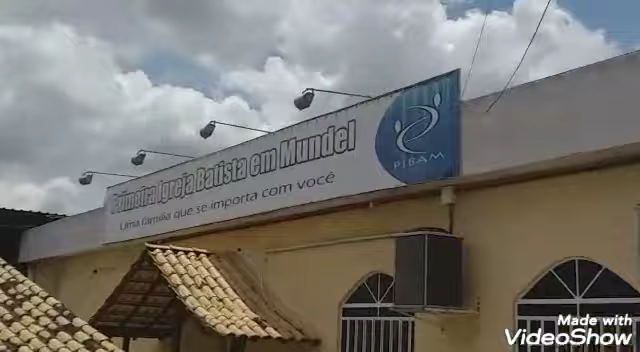 Primeira Igreja Batista em Mundel
Uma família que se importa com você
PIBAM
Made with
VideoShow